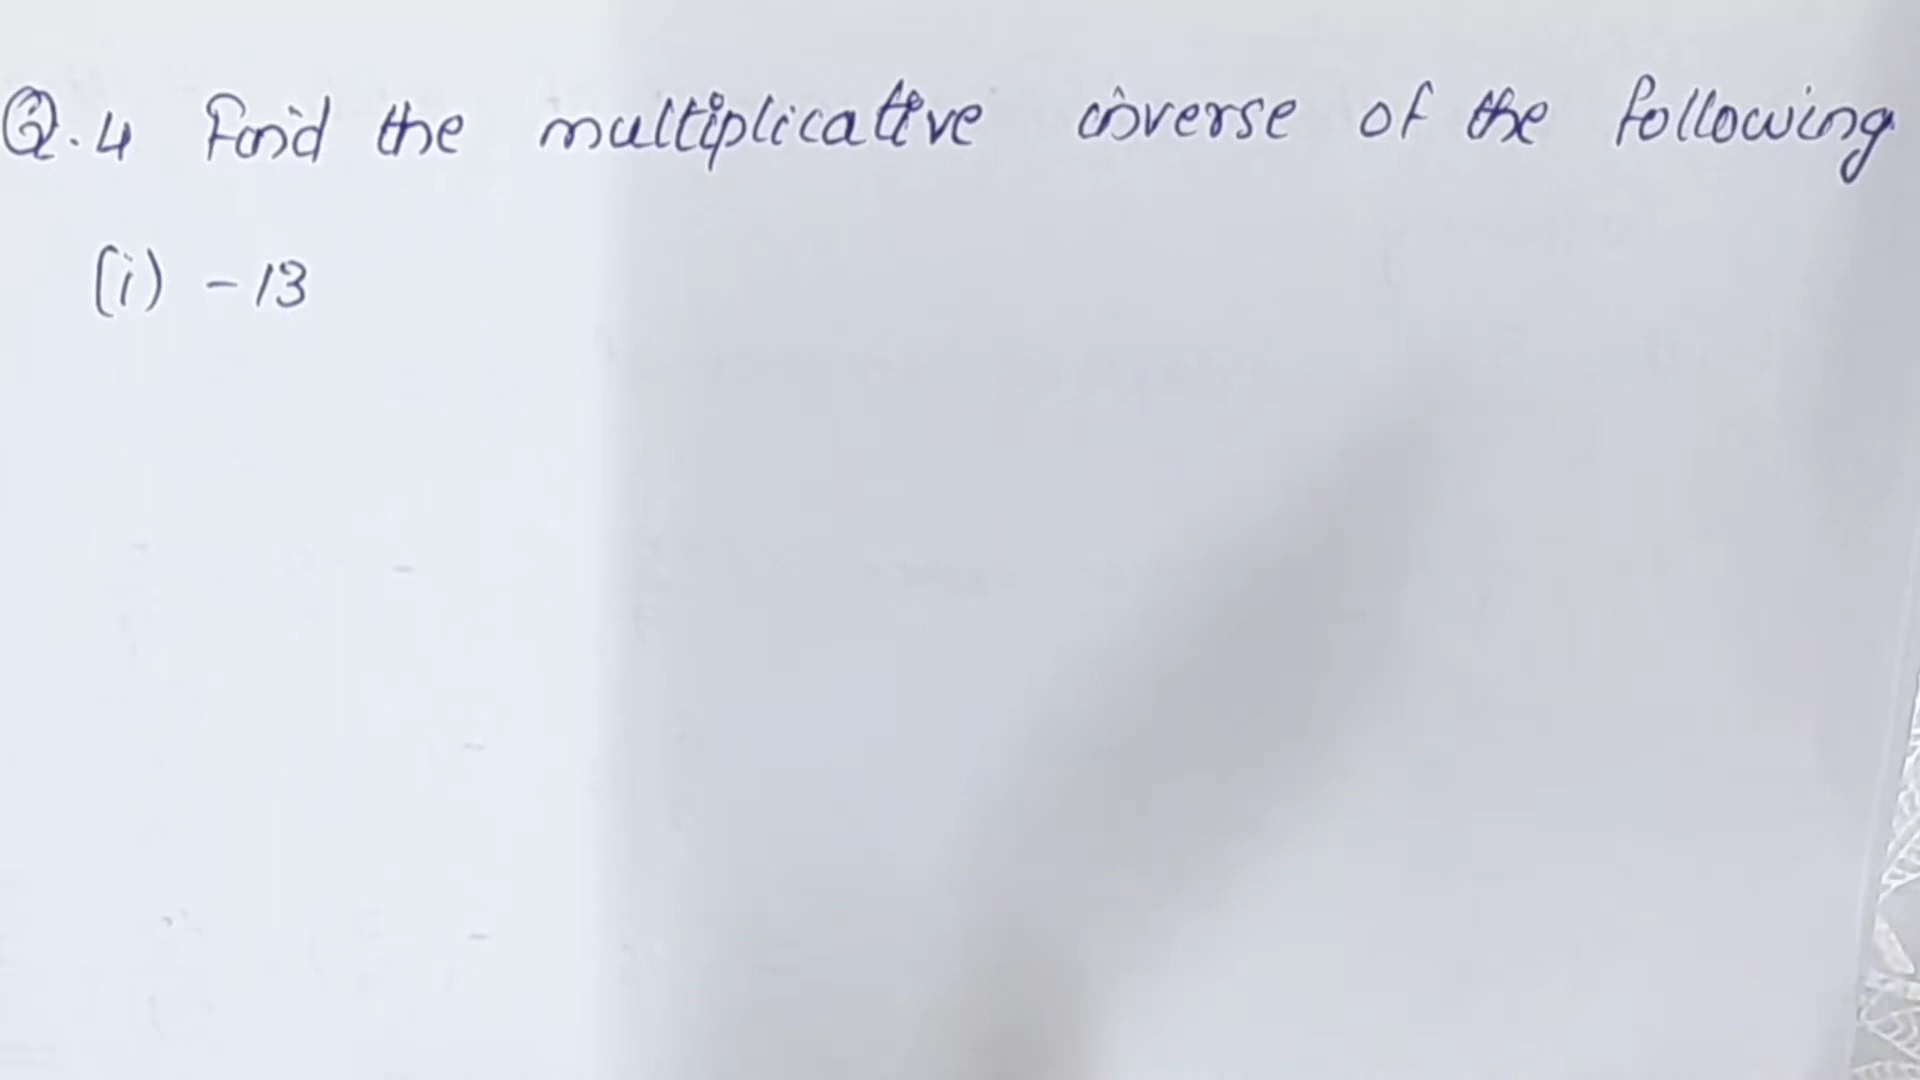 Q.4 Find the multiplicative inverse of the following
(i) -13